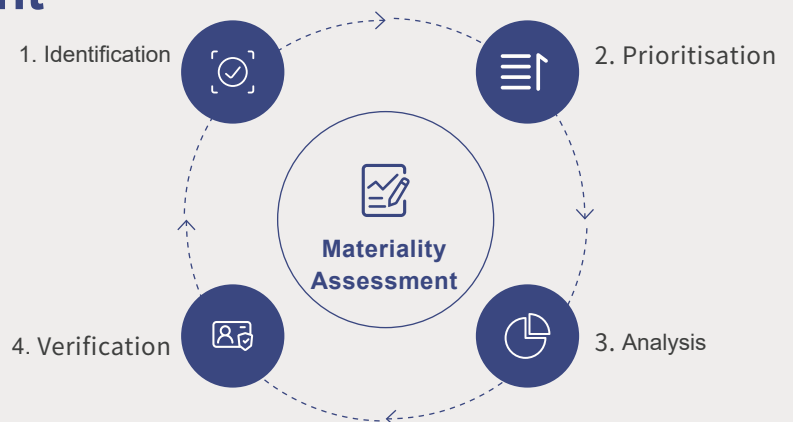 1. Identification
2. Prioritisation
Materiality
Assessment
4. Verification
3. Analysis